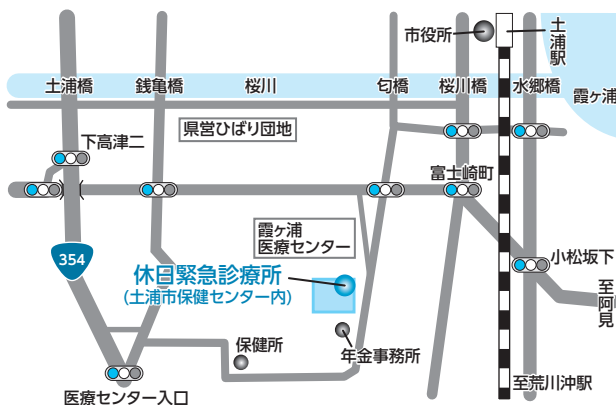 市役所
土浦駅
土浦橋
銭亀橋
桜川
匂橋
桜川橋
水郷橋
霞ヶ浦
県営ひばり団地
下高津二
富士崎町
霞ヶ浦
医療センター
354
休日緊急診療所
(土浦市保健センター内)
小松坂下
至阿見
保健所
年金事務所
医療センター入口
至荒川沖駅